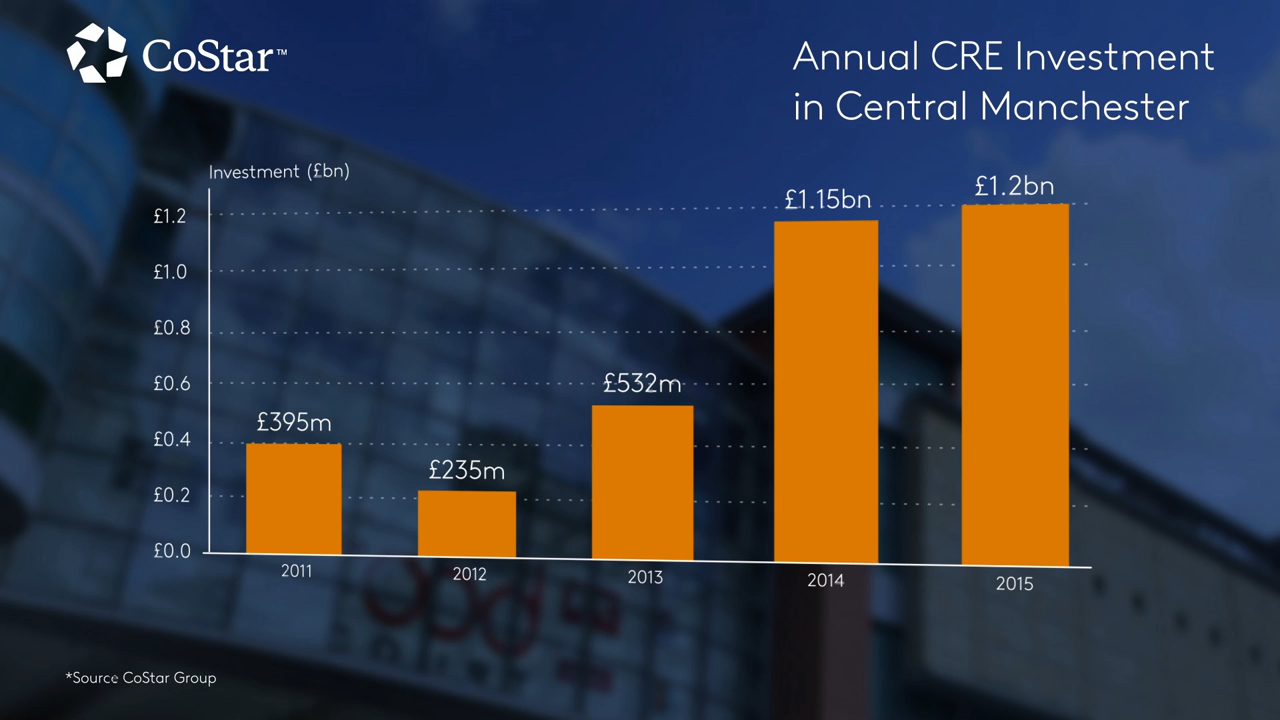 CoStar™
Annual CRE Investment
in Central Manchester
Investment (£bn)
£1.2
£1.0
£0.8
£0.6
£0.4
£0.2
£0.0
£395m
£235m
£532m
£1.15bn
£1.2bn
2011
2012
2013
2014
2015
*Source CoStar Group